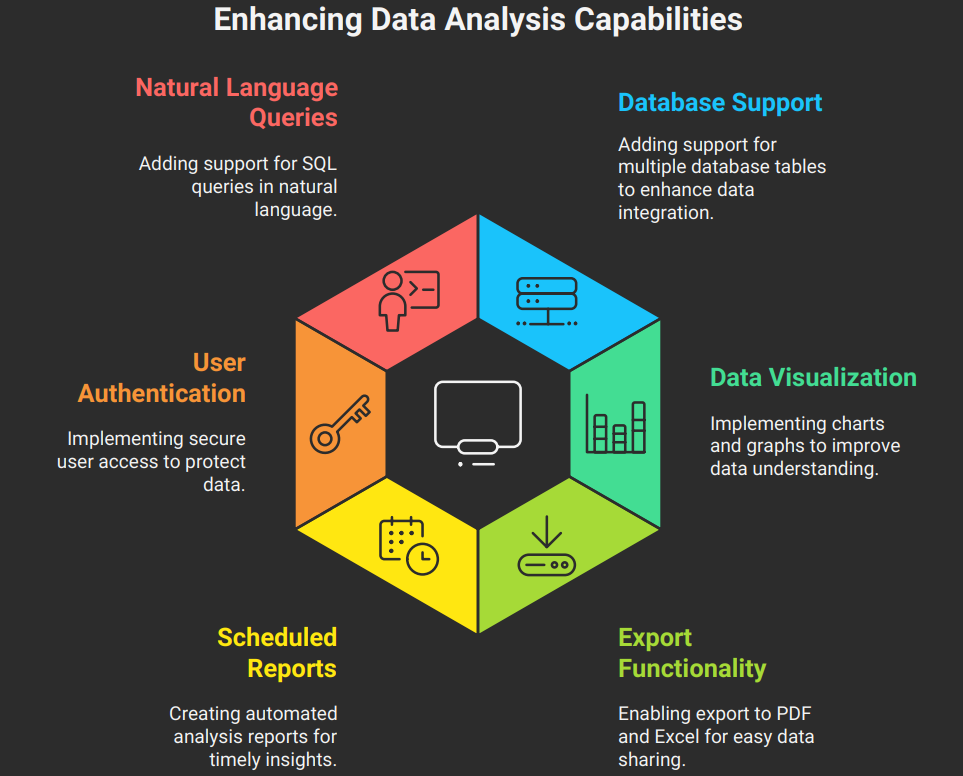 Enhancing Data Analysis Capabilities
Natural Language
Queries
Adding support for SQL
queries in natural
language.
Database Support
Adding support for
multiple database tables
to enhance data
integration.
User
Authentication
Implementing secure
user access to protect
data.
Data Visualization
Implementing charts
and graphs to improve
data understanding.
Scheduled
Reports
Creating automated
analysis reports for
timely insights.
Export
Functionality
Enabling export to PDF
and Excel for easy data
sharing.